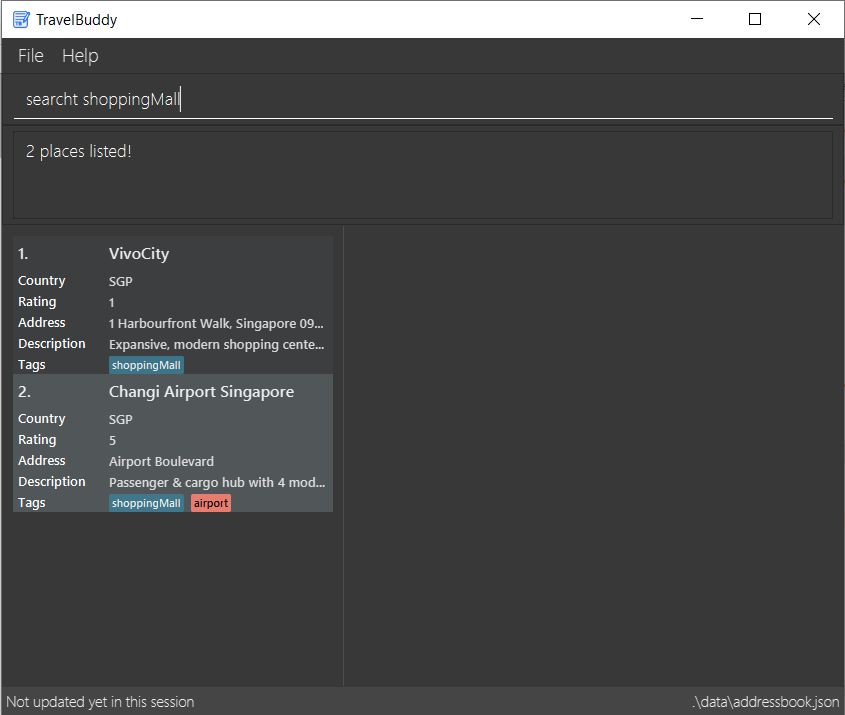 TravelBuddy
File Help
searcht shoppingMall
2 places listed!
1. VivoCity
Country SGP
Rating 1
Address 1 Harbourfront Walk, Singapore 09...
Description Expansive, modern shopping cente...
Tags shoppingMall
2. Changi Airport Singapore
Country SGP
Rating 5
Address Airport Boulevard
Description Passenger & cargo hub with 4 mod...
Tags shoppingMall airport
Not updated yet in this session .\data\addressbook.json